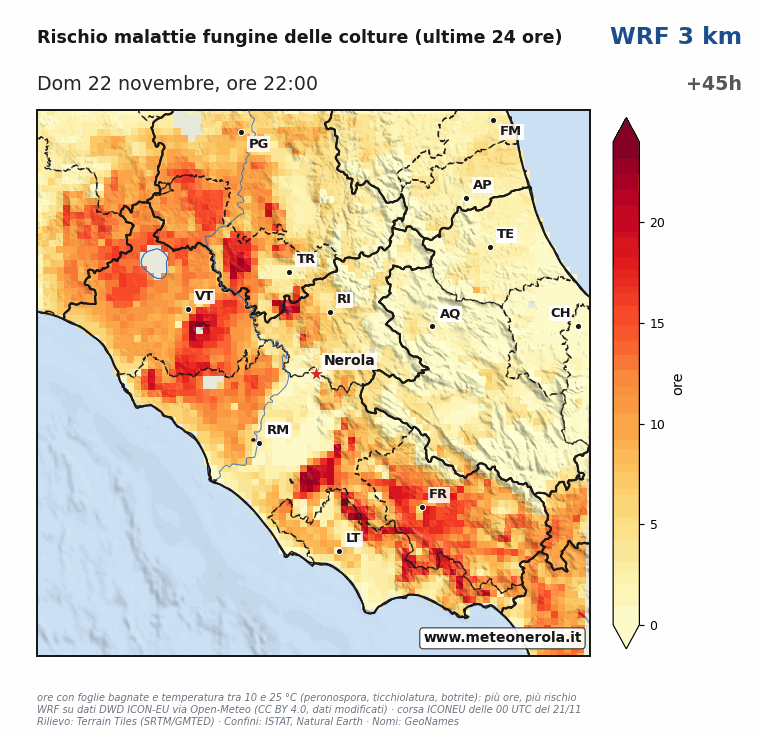 Rischio malattie fungine delle colture (ultime 24 ore)
WRF 3 km
Dom 22 novembre, ore 22:00
+45h
FM
PG
AP
TE
TR
VT
RI
AQ
CH
Nerola
RM
FR
LT
20
15
10
5
0
ore
www.meteonerola.it
ore con foglie bagnate e temperatura tra 10 e 25 °C (peronospora, ticchiolatura, botrite): più ore, più rischio
WRF su dati DWD ICON-EU via Open-Meteo (CC BY 4.0, dati modificati) · corsa ICONEU delle 00 UTC del 21/11
Rilievo: Terrain Tiles (SRTM/GMTED) · Confini: ISTAT, Natural Earth · Nomi: GeoNames